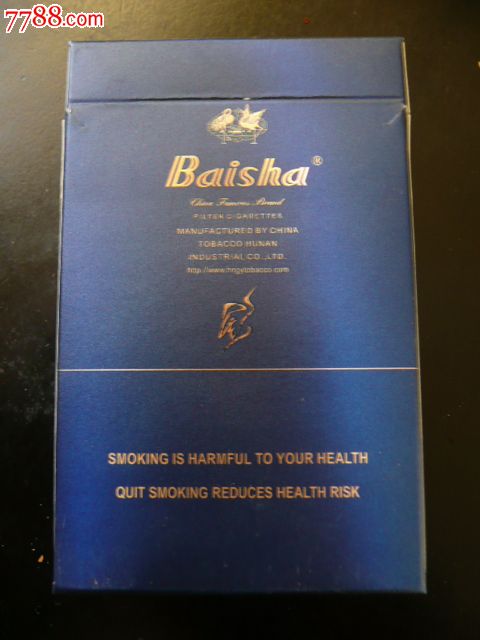 7788.com
Baisha®
China Famous Brand
FILTER CIGARETTES
MANUFACTURED BY CHINA
TOBACCO HUNAN
INDUSTRIAL CO., LTD.
http://www.hngytobacco.com
SMOKING IS HARMFUL TO YOUR HEALTH
QUIT SMOKING REDUCES HEALTH RISK